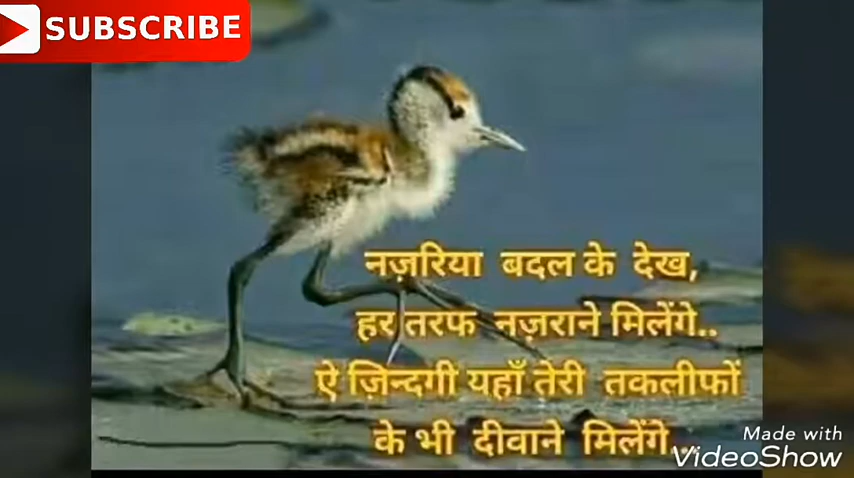 SUBSCRIBE
नज़रिया बदल के देख,
हर तरफ नज़राने मिलेंगे..
ऐ ज़िन्दगी यहाँ तेरी तकलीफों
के भी दीवाने मिलेंगे...
Made with
VideoShow